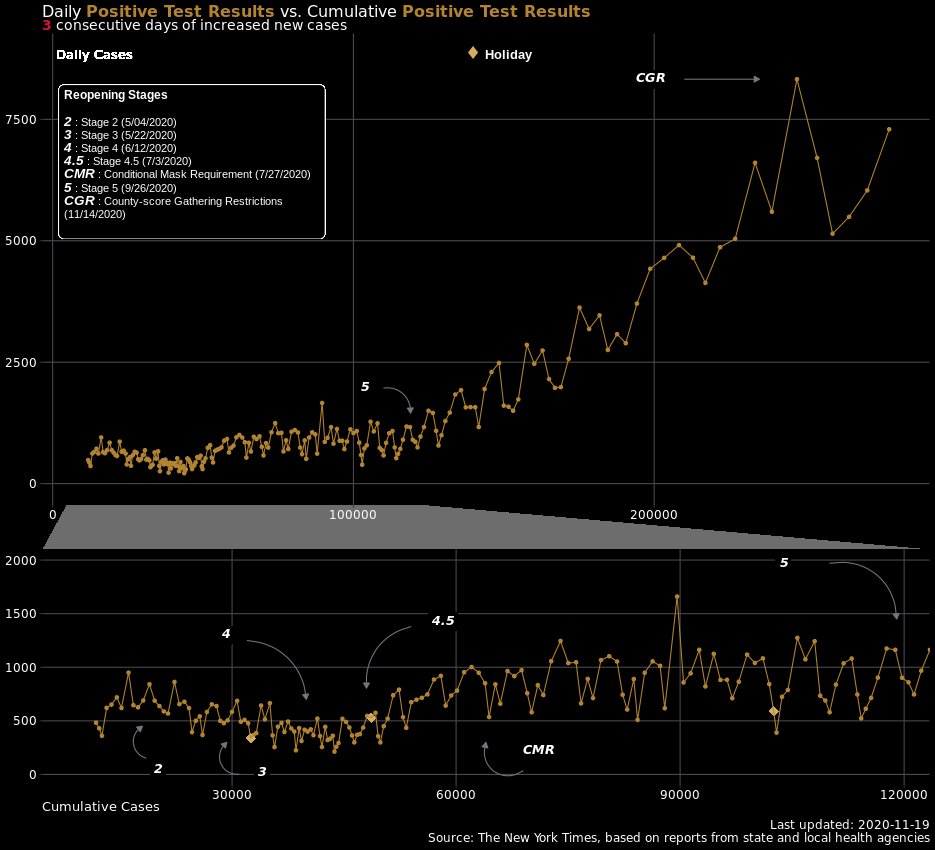 Daily Positive Test Results vs. Cumulative Positive Test Results
3 consecutive days of increased new cases
Daily Cases
Holiday
CGR
Reopening Stages
2 : Stage 2 (5/04/2020)
3 : Stage 3 (5/22/2020)
4 : Stage 4 (6/12/2020)
4.5 : Stage 4.5 (7/3/2020)
CMR : Conditional Mask Requirement (7/27/2020)
5 : Stage 5 (9/26/2020)
CGR : County-score Gathering Restrictions
(11/14/2020)
7500
5000
2500
5
0
0 100000 200000
2000
5
1500
4.5
4
1000
500
CMR
2
3
0
30000 60000 90000 120000
Cumulative Cases
Last updated: 2020-11-19
Source: The New York Times, based on reports from state and local health agencies